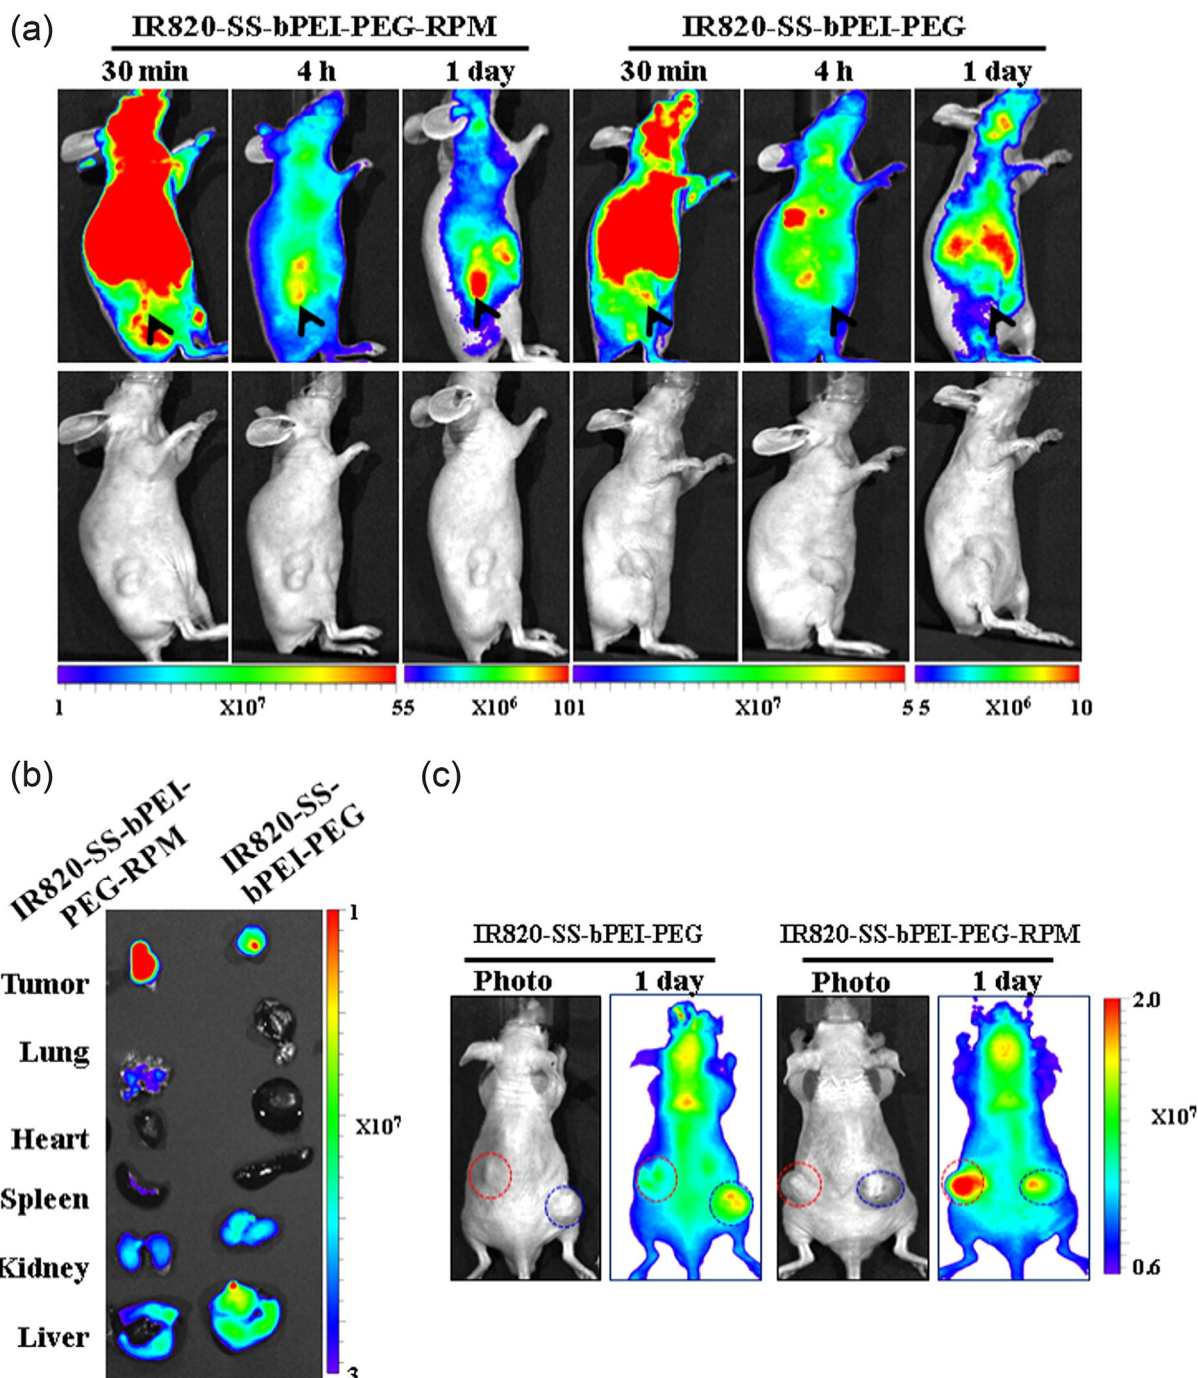 (a)
IR820-SS-bPEI-PEG-RPM IR820-SS-bPEI-PEG
30 min 4 h 1 day 30 min 4 h 1 day
1 X10⁷ 55 X10⁶ 101 X10⁷ 5 5 X10⁶ 10
(b)
IR820-SS-bPEI-
PEG-RPM
IR820-SS-
bPEI-PEG
1
Tumor
Lung
X10⁷
Heart
Spleen
Kidney
Liver
3
(c)
IR820-SS-bPEI-PEG IR820-SS-bPEI-PEG-RPM
Photo 1 day Photo 1 day
2.0
X10⁷
0.6